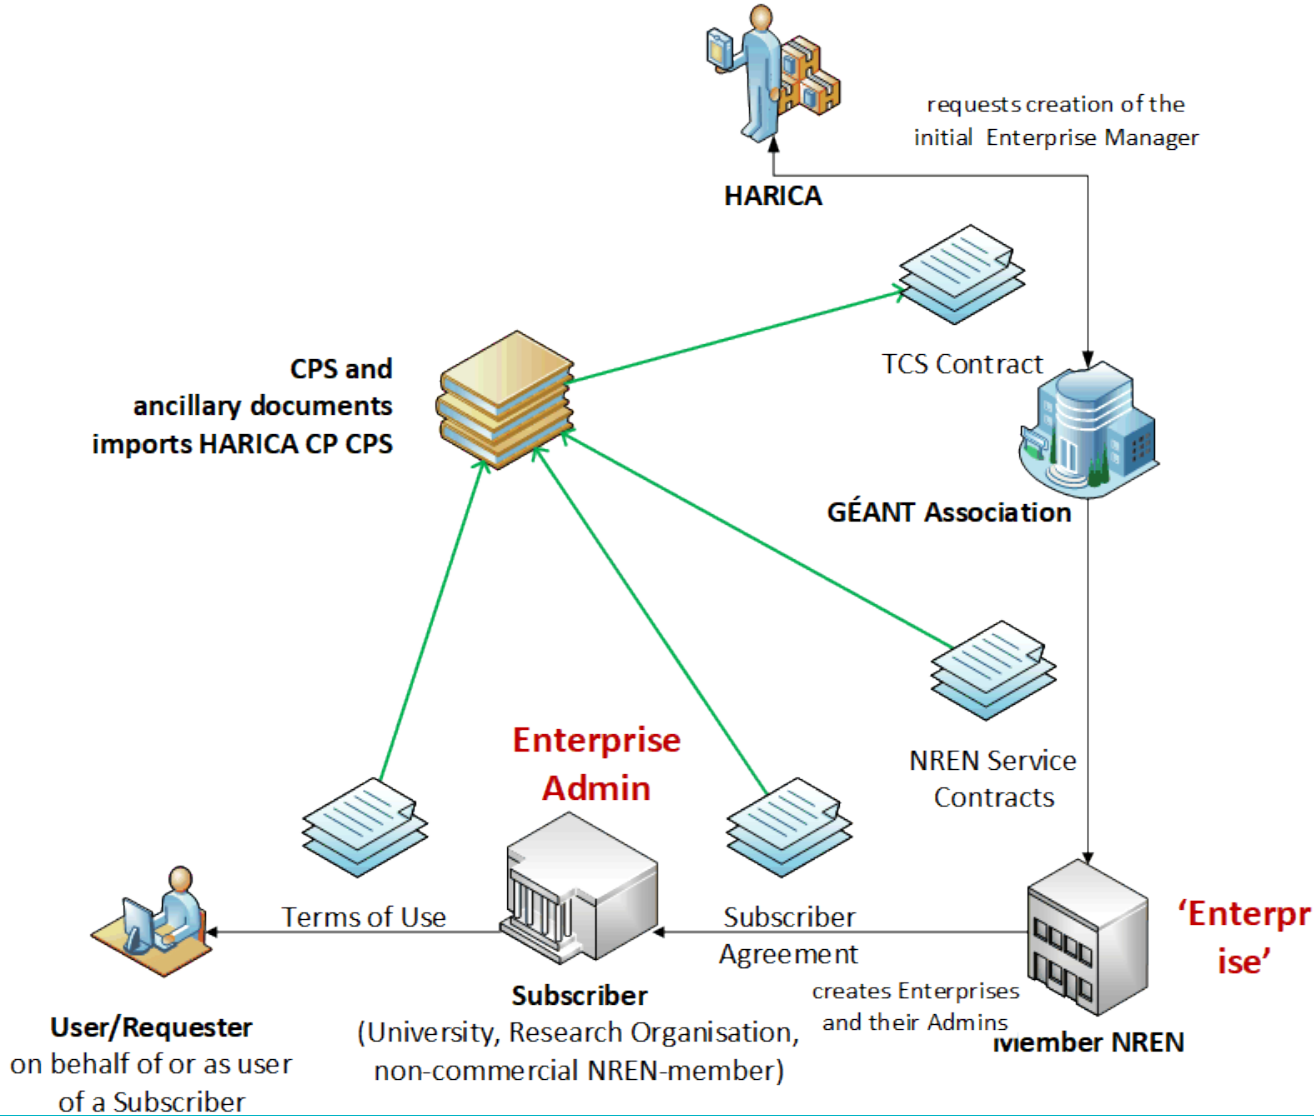 requests creation of the
initial Enterprise Manager
HARICA
TCS Contract
CPS and
ancillary documents
imports HARICA CP CPS
GÉANT Association
NREN Service
Contracts
Enterprise
Admin
Terms of Use
Subscriber
Agreement
‘Enterpr
ise’
creates Enterprises
and their Admins
Member NREN
Subscriber
(University, Research Organisation,
non-commercial NREN-member)
User/Requester
on behalf of or as user
of a Subscriber